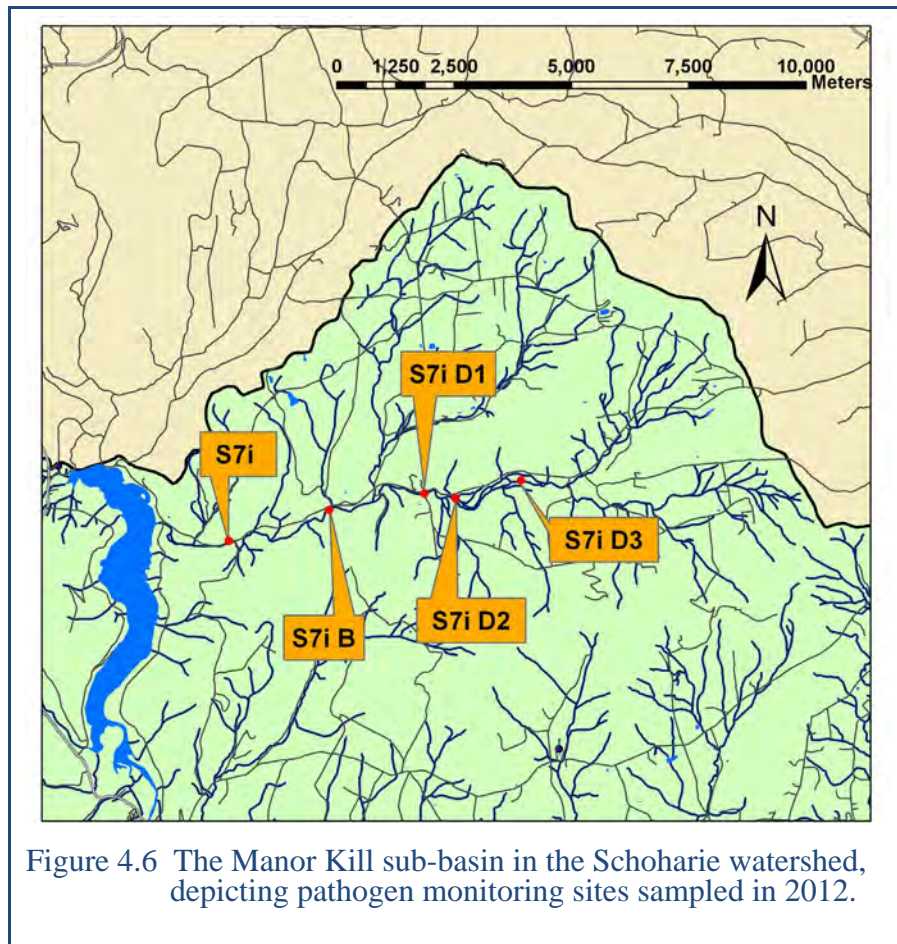 0 1,250 2,500 5,000 7,500 10,000
Meters
N
S7i D1
S7i
S7i D3
S7i B
S7i D2
Figure 4.6 The Manor Kill sub-basin in the Schoharie watershed,
depicting pathogen monitoring sites sampled in 2012.